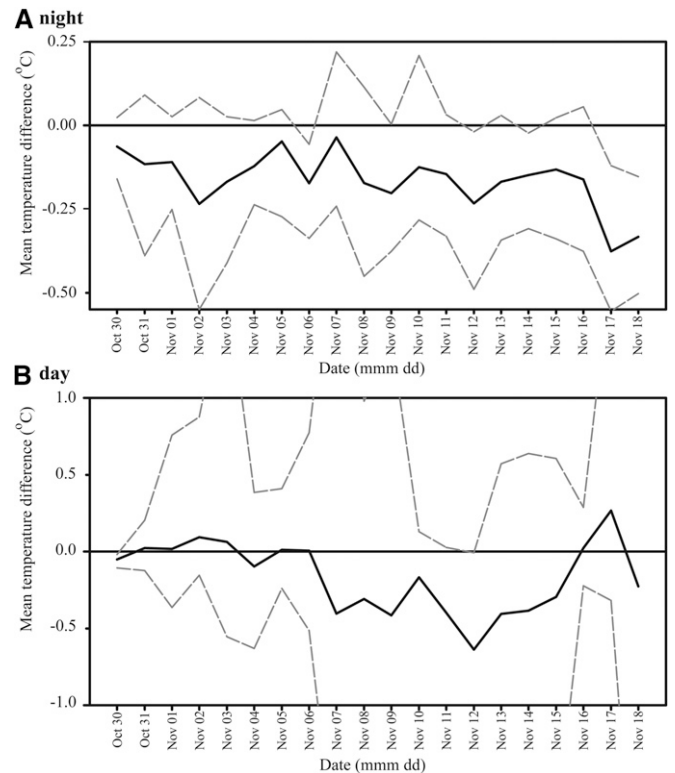 A night
Mean temperature difference (°C)
0.25
0.00
-0.25
-0.50
Oct 30
Oct 31
Nov 01
Nov 02
Nov 03
Nov 04
Nov 05
Nov 06
Nov 07
Nov 08
Nov 09
Nov 10
Nov 11
Nov 12
Nov 13
Nov 14
Nov 15
Nov 16
Nov 17
Nov 18
Date (mmm dd)
B day
Mean temperature difference (°C)
1.0
0.5
0.0
-0.5
-1.0
Oct 30
Oct 31
Nov 01
Nov 02
Nov 03
Nov 04
Nov 05
Nov 06
Nov 07
Nov 08
Nov 09
Nov 10
Nov 11
Nov 12
Nov 13
Nov 14
Nov 15
Nov 16
Nov 17
Nov 18
Date (mmm dd)